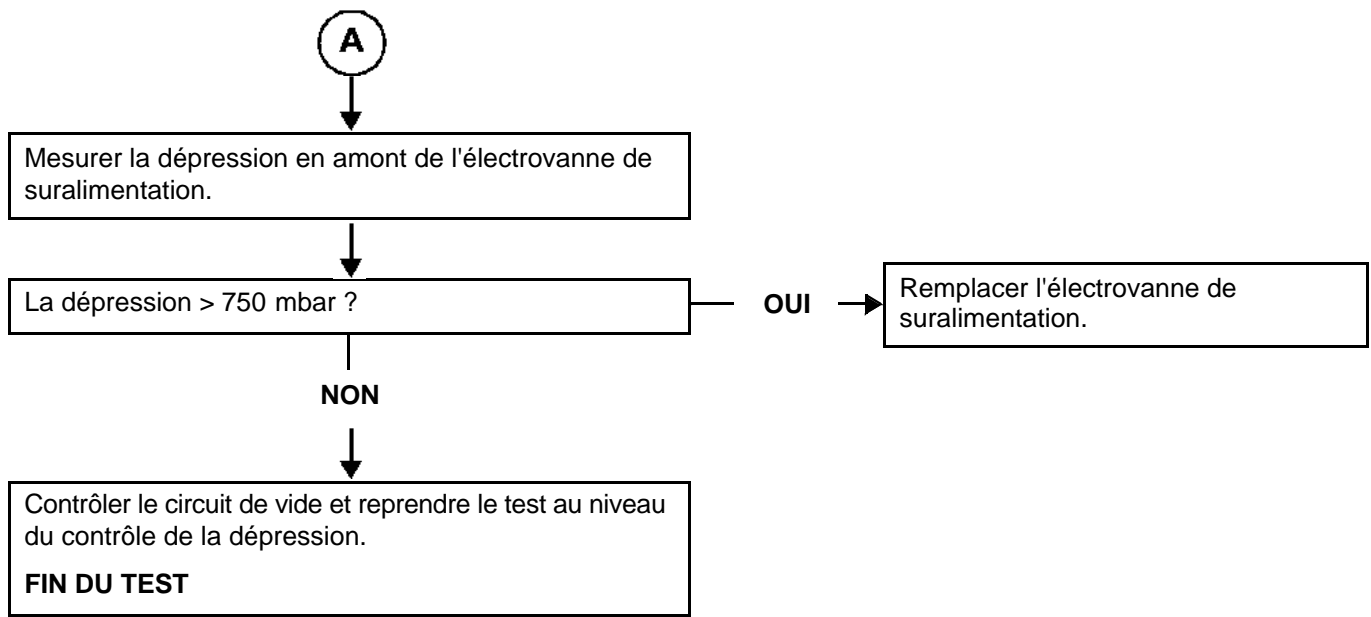 A
Mesurer la dépression en amont de l'électrovanne de
suralimentation.
La dépression > 750 mbar ?
OUI
Remplacer l'électrovanne de
suralimentation.
NON
Contrôler le circuit de vide et reprendre le test au niveau
du contrôle de la dépression.
FIN DU TEST